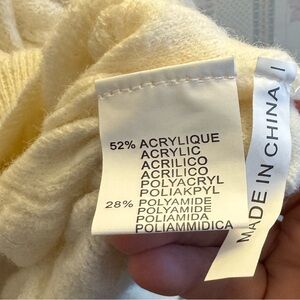 52% ACRYLIQUE
ACRYLIC
ACRILICO
ACRILICO
POLYACRYL
POLIAKPYL
28% POLYAMIDE
POLYAMIDE
POLIAMIDA
POLIAMMIDICA
MADE IN CHINA